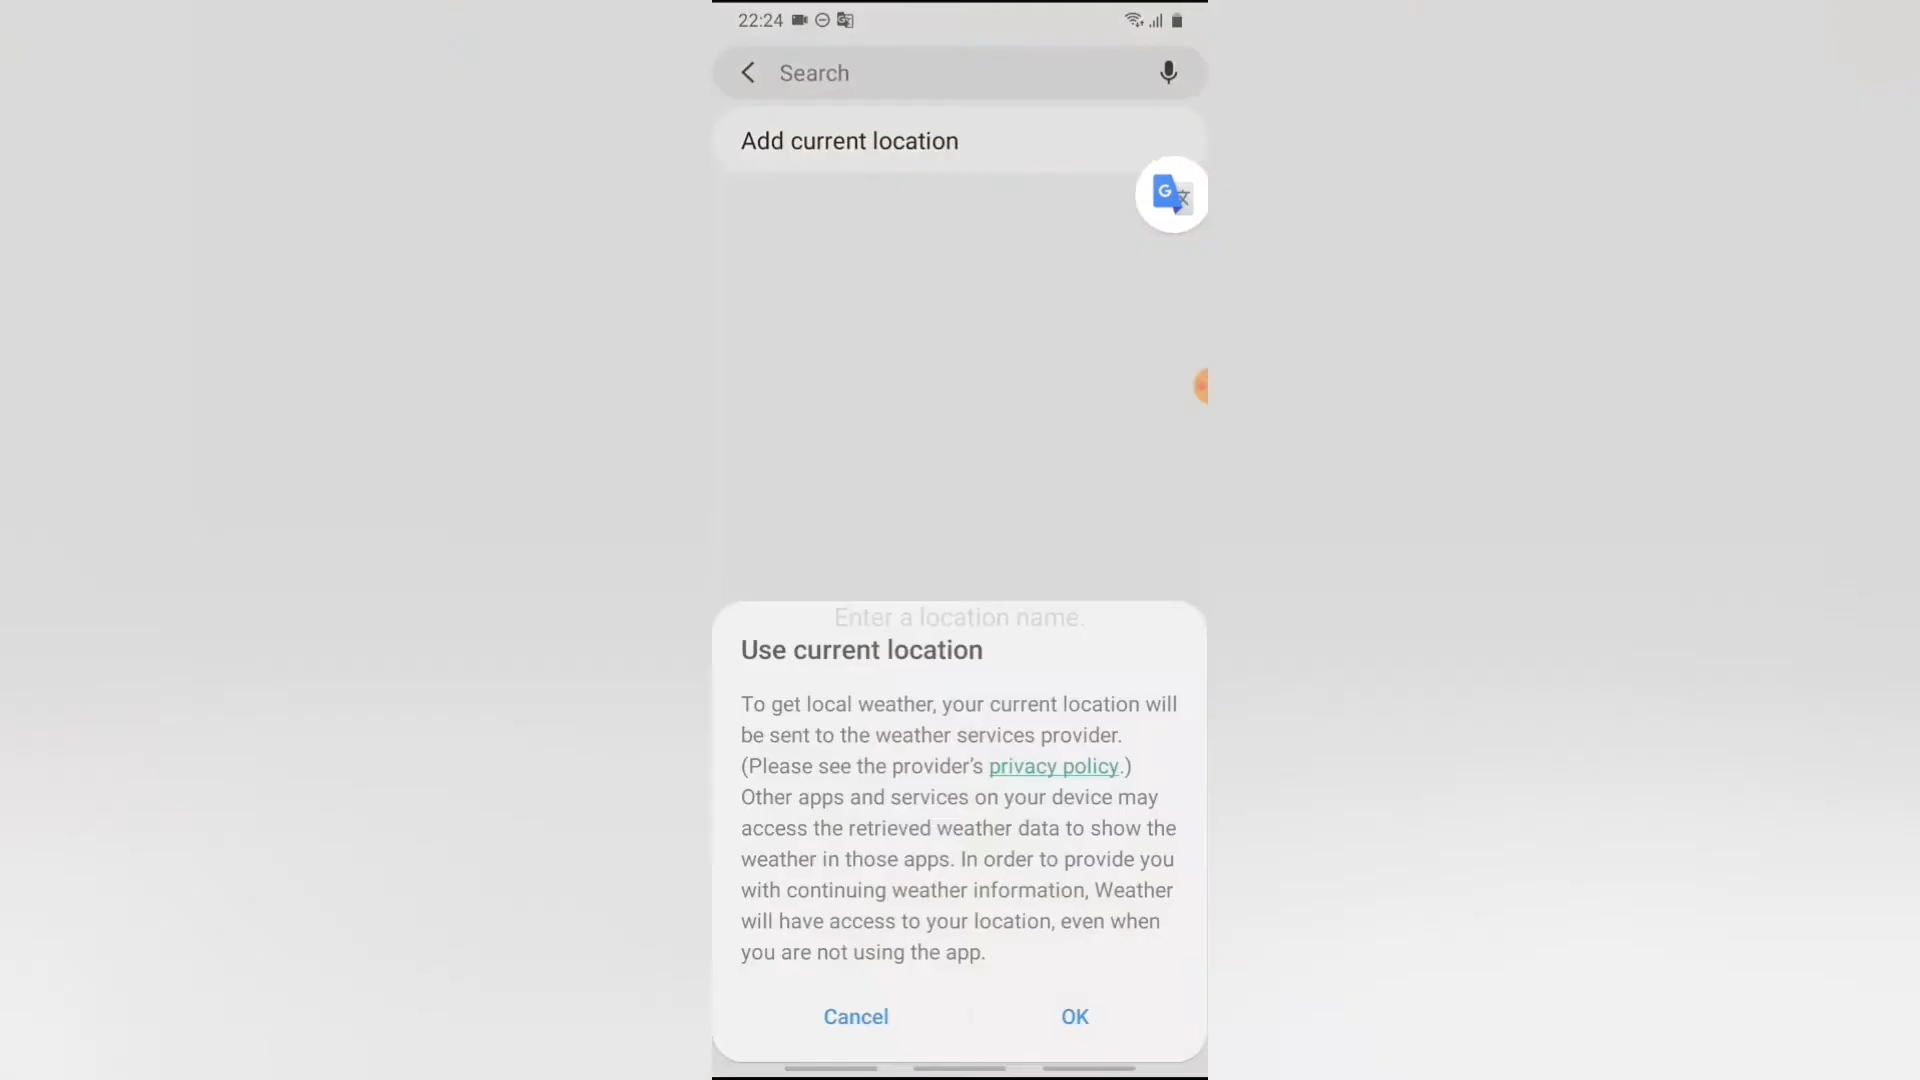 22:24
Search
Add current location
G
Enter a location name.
Use current location
To get local weather, your current location will
be sent to the weather services provider.
(Please see the provider’s privacy policy.)
Other apps and services on your device may
access the retrieved weather data to show the
weather in those apps. In order to provide you
with continuing weather information, Weather
will have access to your location, even when
you are not using the app.
Cancel
OK